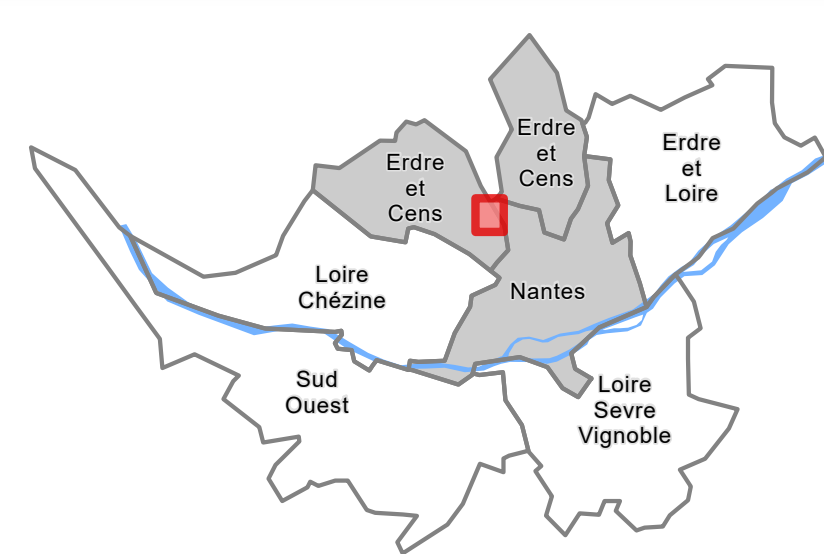 Erdre
et
Cens
Erdre
et
Cens
Erdre
et
Loire
Loire
Chézine
Nantes
Sud
Ouest
Loire
Sevre
Vignoble